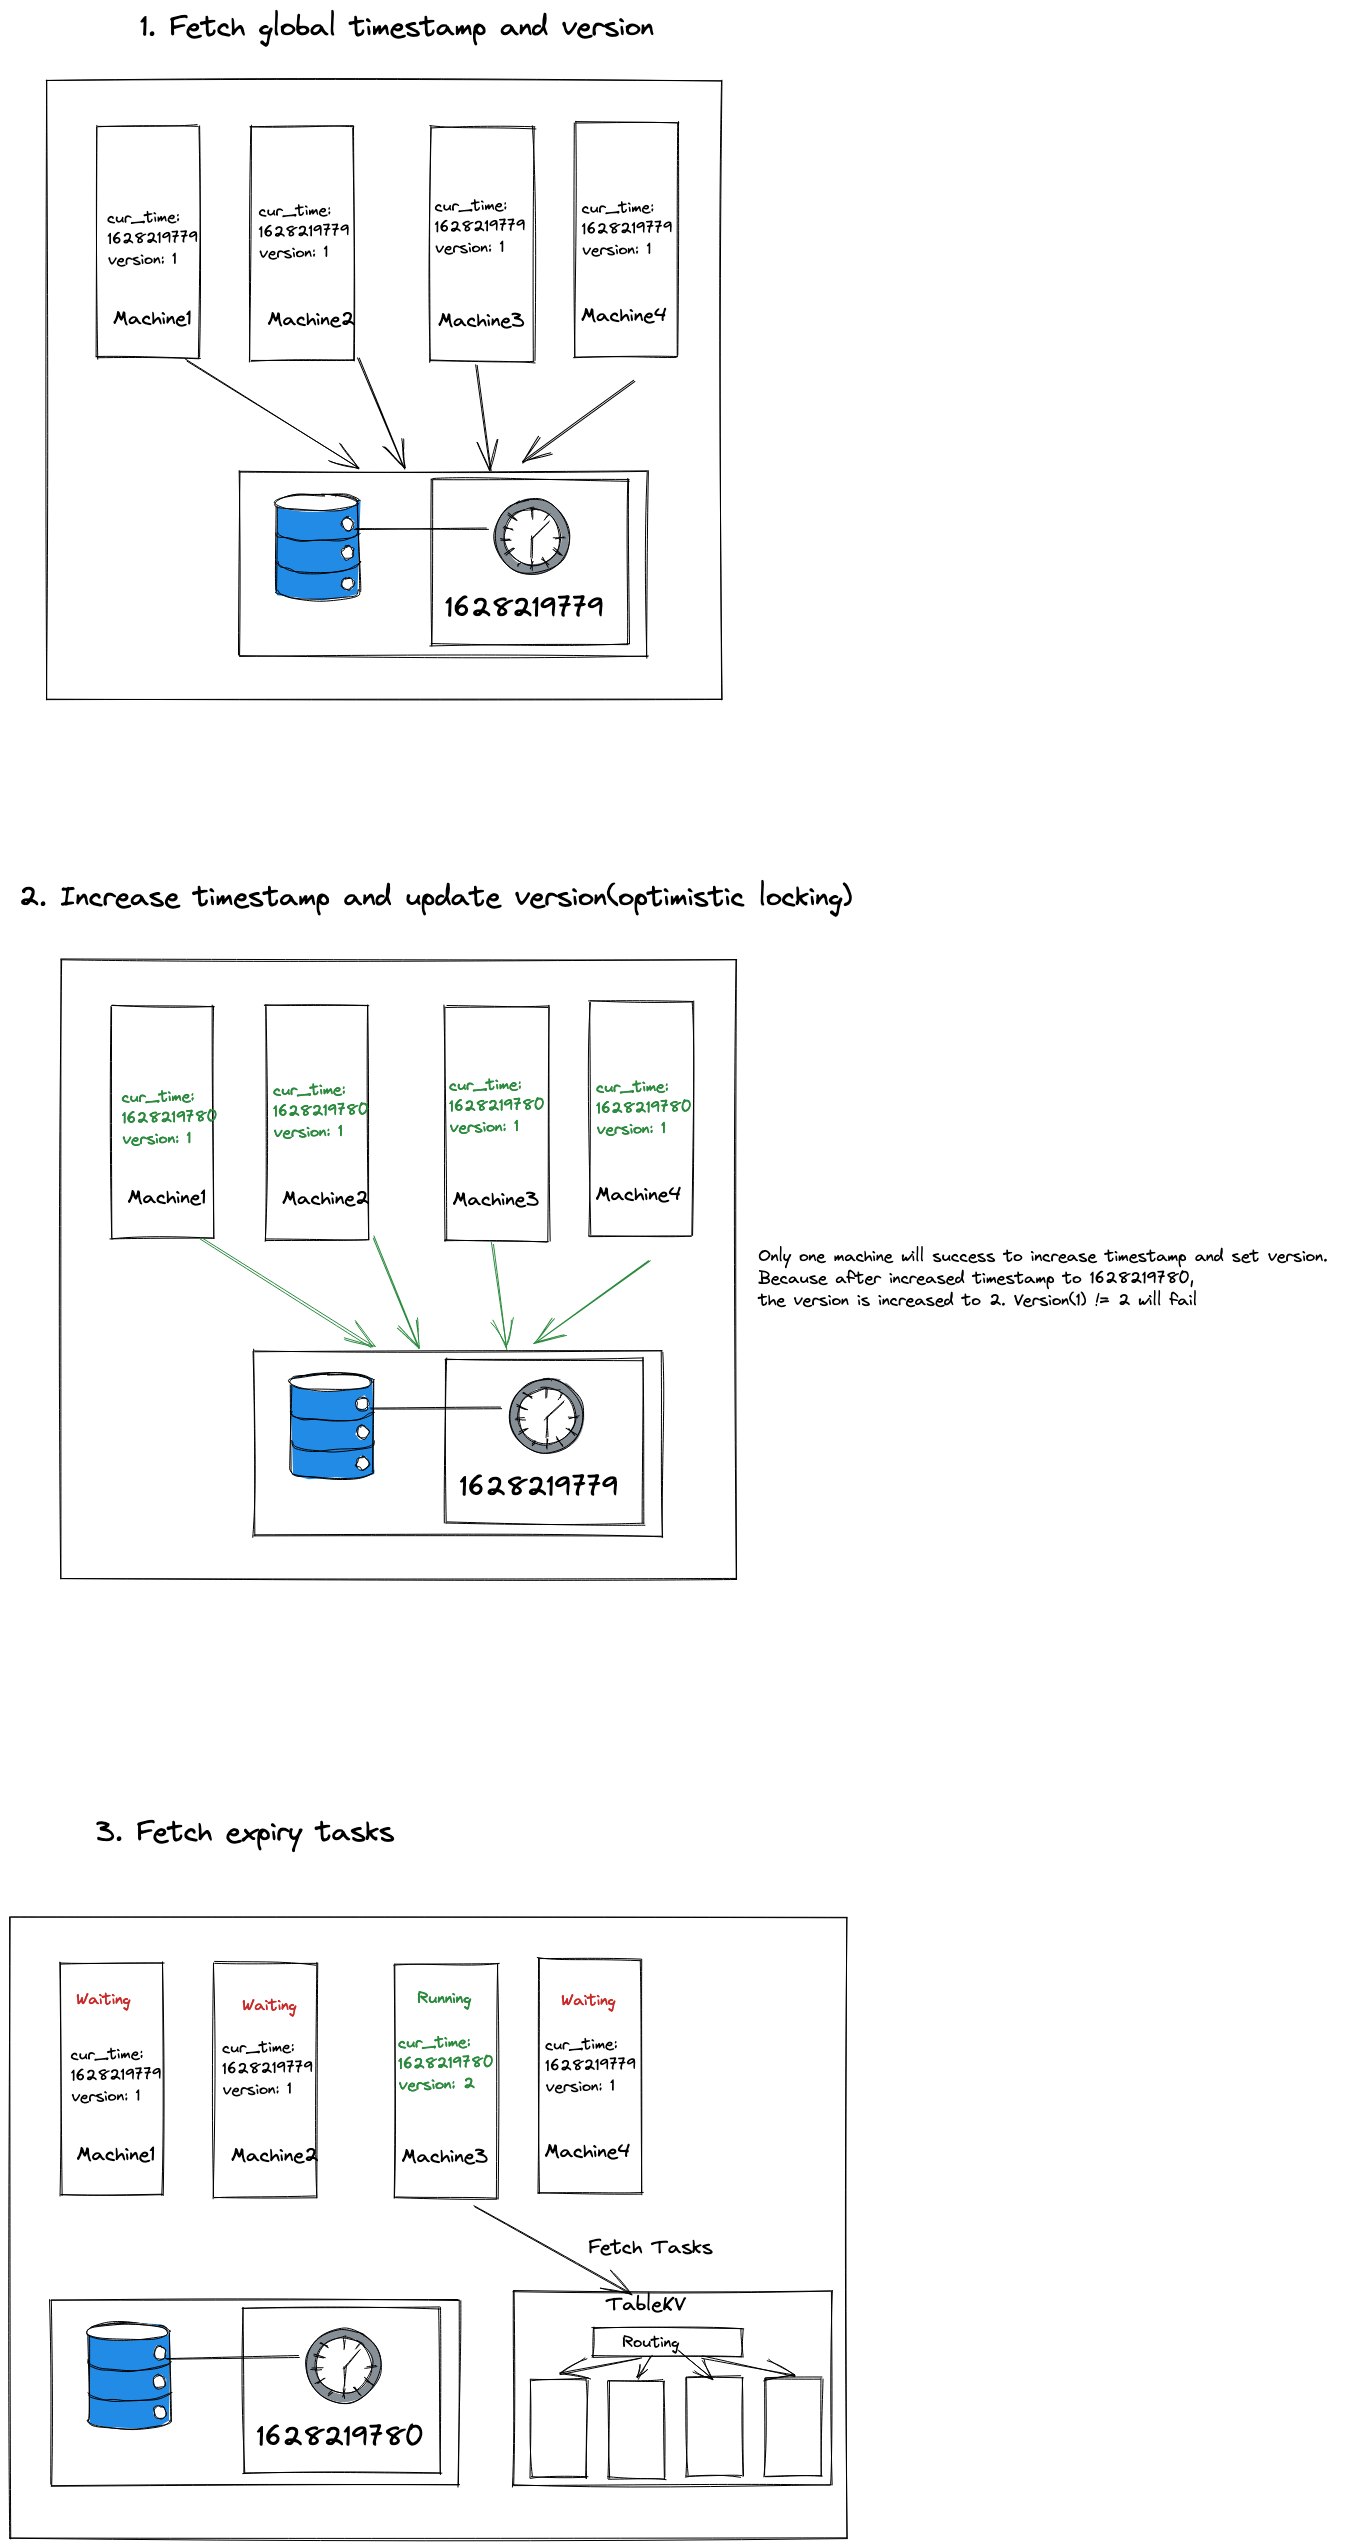 1. Fetch global timestamp and version
cur_time:
1628219779
version: 1
Machine1
cur_time:
1628219779
version: 1
Machine2
cur_time:
1628219779
version: 1
Machine3
cur_time:
1628219779
version: 1
Machine4
1628219779
2. Increase timestamp and update version(optimistic locking)
cur_time:
1628219780
version: 1
Machine1
cur_time:
1628219780
version: 1
Machine2
cur_time:
1628219780
version: 1
Machine3
cur_time:
1628219780
version: 1
Machine4
Only one machine will success to increase timestamp and set version.
Because after increased timestamp to 1628219780,
the version is increased to 2. Version(1) != 2 will fail
1628219779
3. Fetch expiry tasks
Waiting
cur_time:
1628219779
version: 1
Machine1
Waiting
cur_time:
1628219779
version: 1
Machine2
Running
cur_time:
1628219780
version: 2
Machine3
Waiting
cur_time:
1628219779
version: 1
Machine4
Fetch Tasks
1628219780
TableKV
Routing